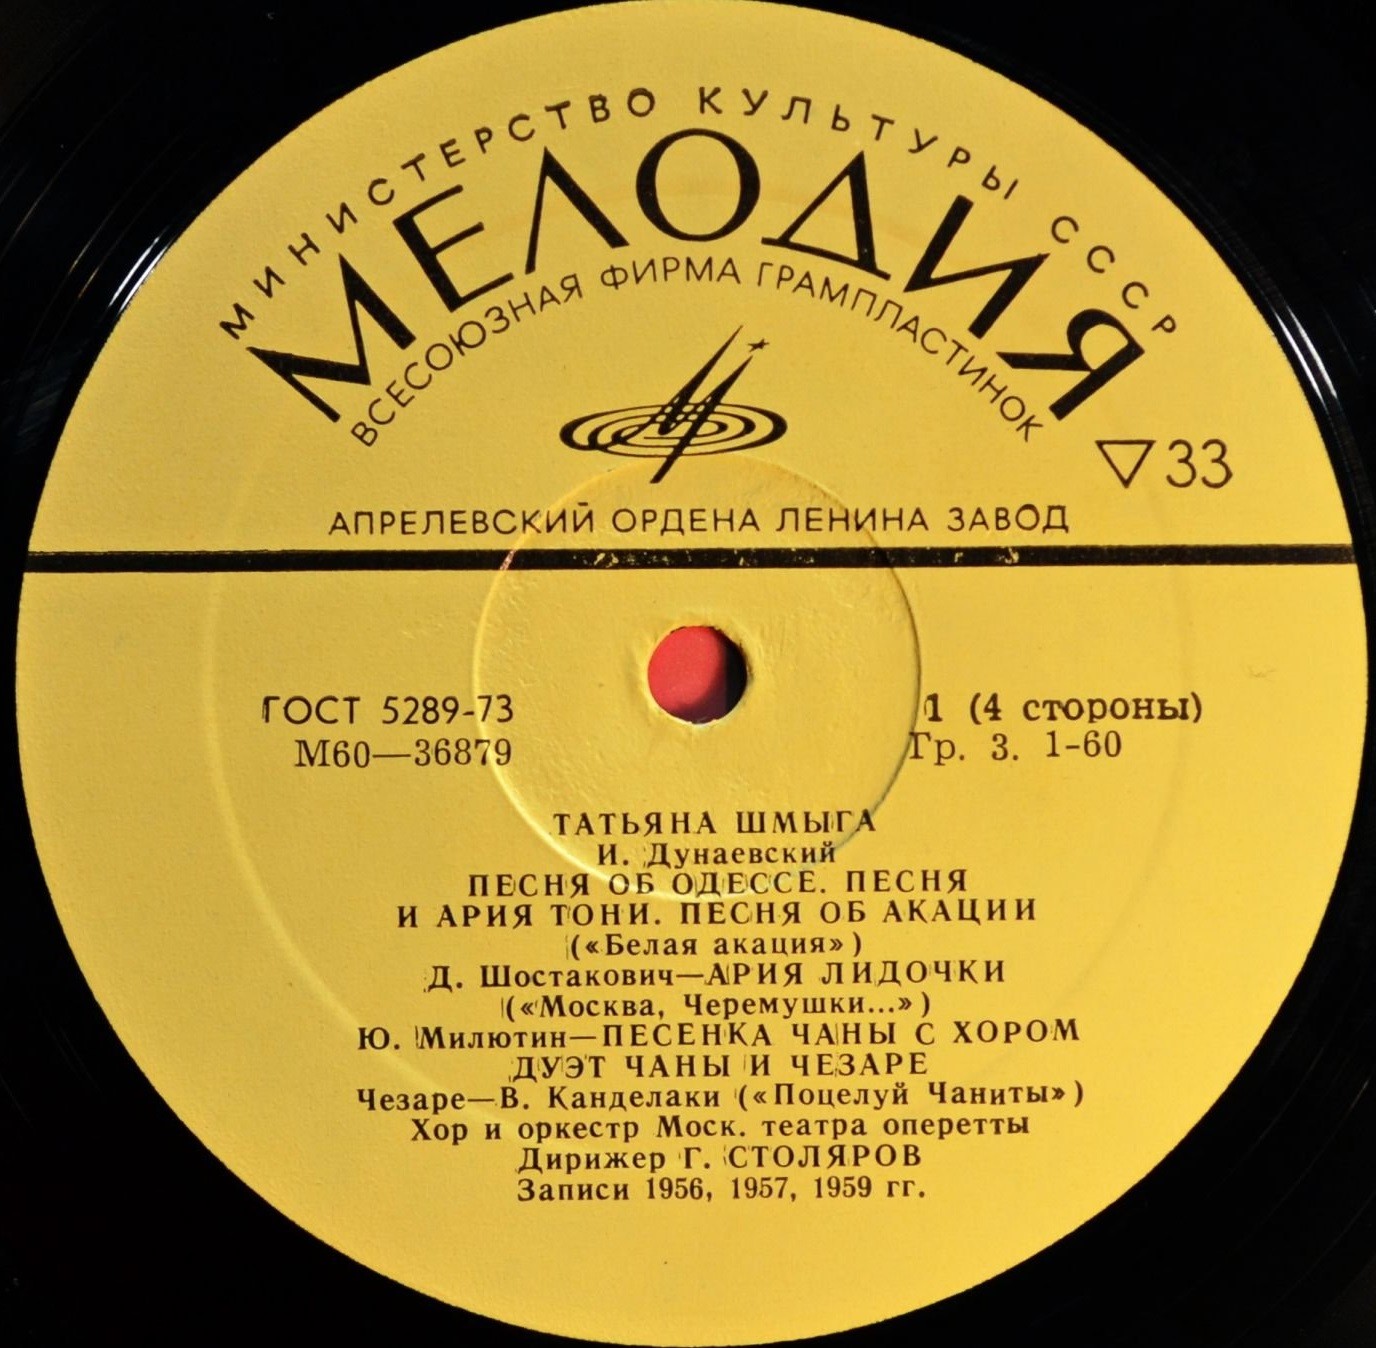 МИНИСТЕРСТВО КУЛЬТУРЫ СССР
МЕЛОДИЯ
ВСЕСОЮЗНАЯ ФИРМА ГРАМПЛАСТИНОК
▽33
АПРЕЛЕВСКИЙ ОРДЕНА ЛЕНИНА ЗАВОД
ГОСТ 5289-73
1 (4 стороны)
М60—36879
Гр. 3. 1-60
ТАТЬЯНА ШМЫГА
И. Дунаевский
ПЕСНЯ ОБ ОДЕССЕ. ПЕСНЯ
И АРИЯ ТОНИ. ПЕСНЯ ОБ АКАЦИИ
(«Белая акация»)
Д. Шостакович—АРИЯ ЛИДОЧКИ
(«Москва, Черемушки...»)
Ю. Милютин—ПЕСЕНКА ЧАНЫ С ХОРОМ
ДУЭТ ЧАНЫ И ЧЕЗАРЕ
Чезаре—В. Канделаки («Поцелуй Чаниты»)
Хор и оркестр Моск. театра оперетты
Дирижер Г. СТОЛЯРОВ
Записи 1956, 1957, 1959 гг.